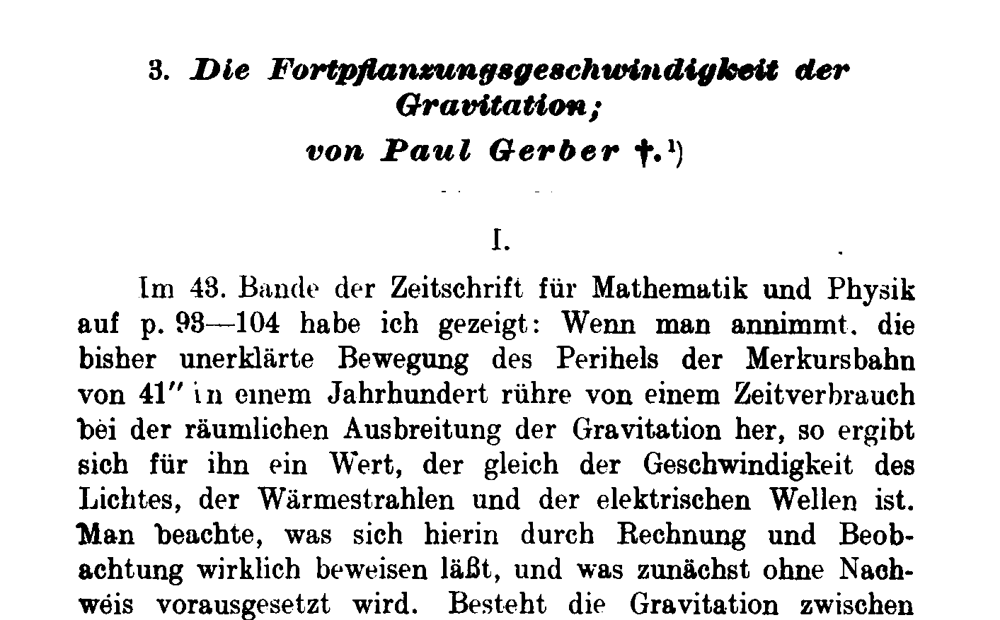 3. Die Fortpflanzungsgeschwindigkeit der
Gravitation;
von Paul Gerber †.¹)
I.
Im 43. Bande der Zeitschrift für Mathematik und Physik
auf p. 93—104 habe ich gezeigt: Wenn man annimmt. die
bisher unerklärte Bewegung des Perihels der Merkursbahn
von 41″ in einem Jahrhundert rühre von einem Zeitverbrauch
bei der räumlichen Ausbreitung der Gravitation her, so ergibt
sich für ihn ein Wert, der gleich der Geschwindigkeit des
Lichtes, der Wärmestrahlen und der elektrischen Wellen ist.
Man beachte, was sich hierin durch Rechnung und Beob-
achtung wirklich beweisen läßt, und was zunächst ohne Nach-
weis vorausgesetzt wird. Besteht die Gravitation zwischen